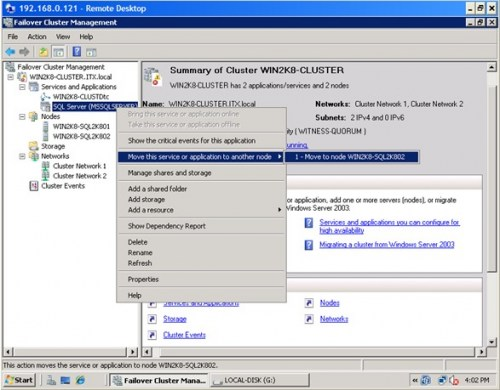 192.168.0.121 - Remote Desktop
Failover Cluster Management
File Action View Help
Failover Cluster Management
WIN2K8-CLUSTER.ITX.local
Services and Applications
WIN2K8-CLUSTDtc
SQL Server (MSSQLSERVER)
Nodes
WIN2K8-SQL2K801
WIN2K8-SQL2K802
Storage
Networks
Cluster Network 1
Cluster Network 2
Cluster Events
Summary of Cluster WIN2K8-CLUSTER
WIN2K8-CLUSTER has 2 applications/services and 2 nodes
Name: WIN2K8-CLUSTER.ITX.local
Networks: Cluster Network 1, Cluster Network 2
Subnets: 2 IPv4 and 0 IPv6
( WITNESS-QUORUM )
running.
Bring this service or application online
Take this service or application offline
Show the critical events for this application
Move this service or application to another node
1 - Move to node WIN2K8-SQL2K802
Manage shares and storage
Add a shared folder
Add storage
Add a resource
Show Dependency Report
Delete
Rename
Refresh
Properties
Help
or application, add one or more servers (nodes), or migrate
Windows Server 2003.
Services and applications you can configure for
high availability
Migrating a cluster from Windows Server 2003
Services and Applications
Nodes
Storage
Networks
Cluster Events
This action moves the service or application to WIN2K8-SQL2K802.
Start
Failover Cluster Mana...
LOCAL-DISK (G:)
4:02 PM